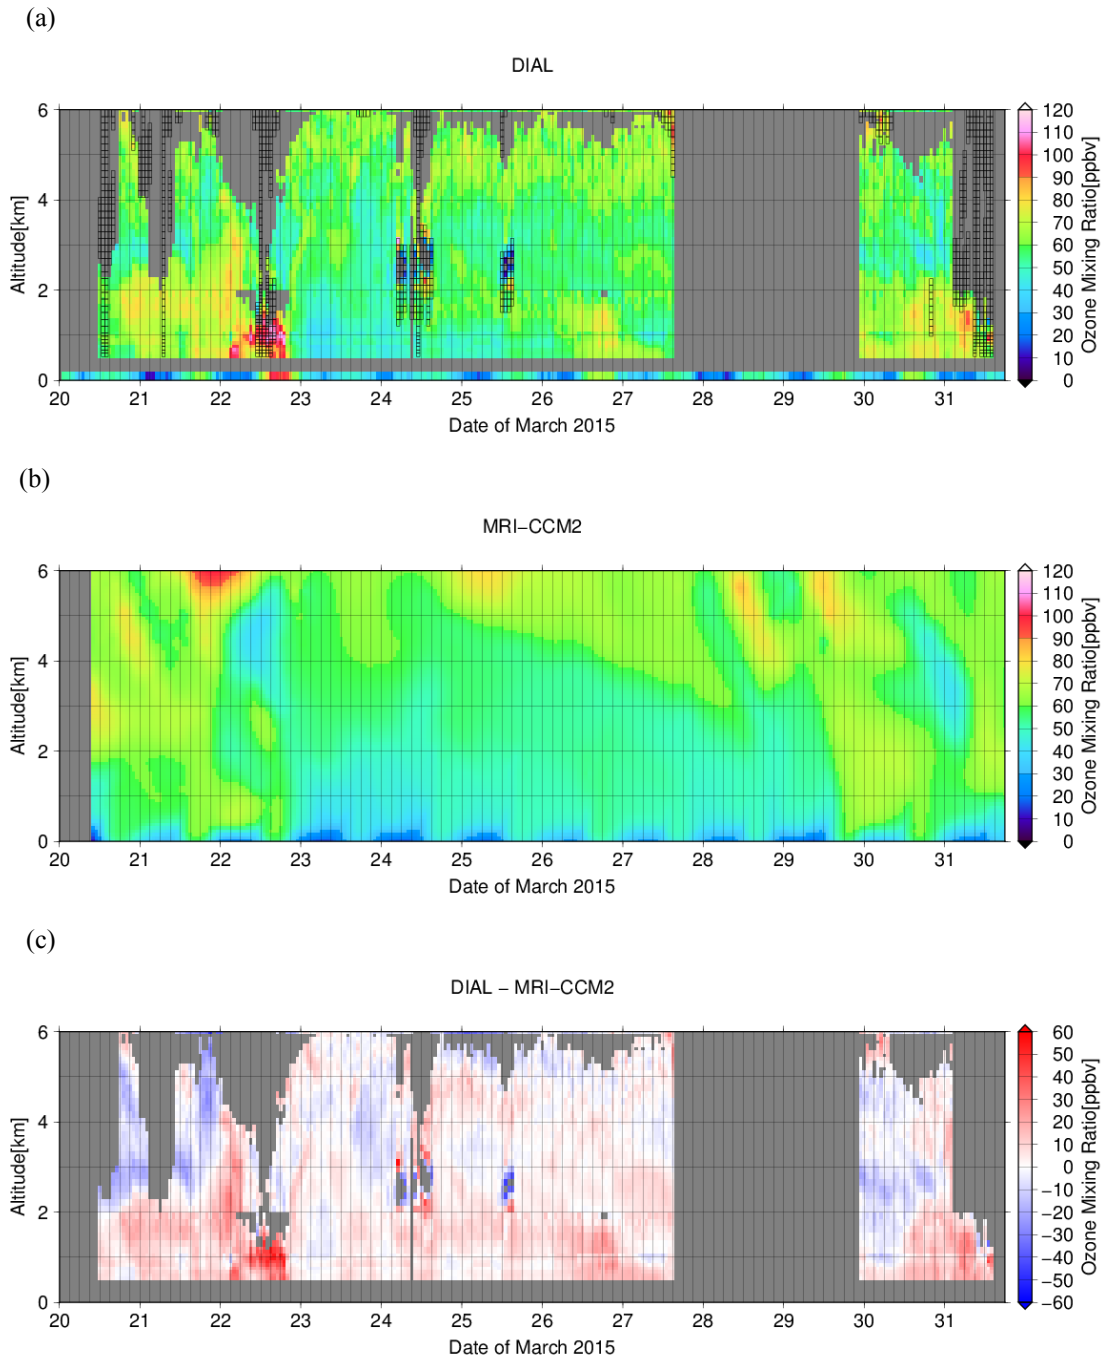 (a)
DIAL
6
4
2
0
Altitude[km]
20 21 22 23 24 25 26 27 28 29 30 31
Date of March 2015
120
110
100
90
80
70
60
50
40
30
20
10
0
Ozone Mixing Ratio[ppbv]
(b)
MRI−CCM2
6
4
2
0
Altitude[km]
20 21 22 23 24 25 26 27 28 29 30 31
Date of March 2015
120
110
100
90
80
70
60
50
40
30
20
10
0
Ozone Mixing Ratio[ppbv]
(c)
DIAL − MRI−CCM2
6
4
2
0
Altitude[km]
20 21 22 23 24 25 26 27 28 29 30 31
Date of March 2015
60
50
40
30
20
10
0
−10
−20
−30
−40
−50
−60
Ozone Mixing Ratio[ppbv]